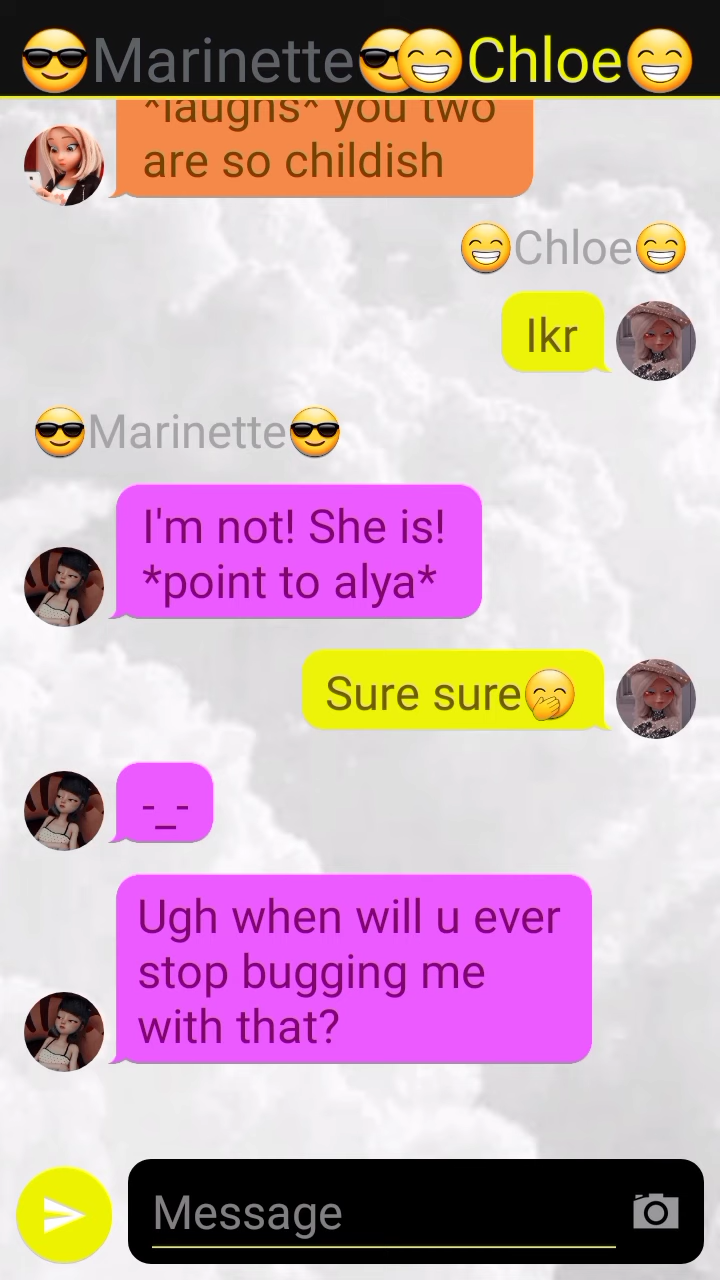 😎Marinette😎😁Chloe😁
*laughs* you two
are so childish
😁Chloe😁
Ikr
😎Marinette😎
I'm not! She is!
*point to alya*
Sure sure🤭
-_-
Ugh when will u ever
stop bugging me
with that?
Message